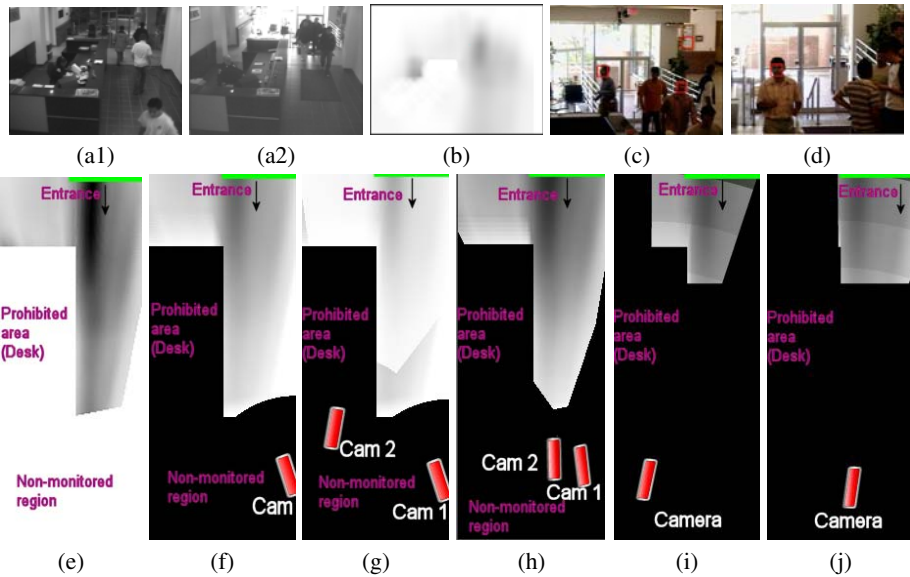 (a1) (a2) (b) (c) (d)
Entrance
Prohibited
area
(Desk)
Non-monitored
region
(e)
Entrance
Prohibited
area
(Desk)
Non-monitored
region
Cam
(f)
Entrance
Prohibited
area
(Desk)
Cam 2
Non-monitored
region
Cam 1
(g)
Entrance
Prohibited
area
(Desk)
Cam 2
Cam 1
Non-monitored
region
(h)
Entrance
Prohibited
area
(Desk)
Camera
(i)
Entrance
Prohibited
area
(Desk)
Camera
(j)